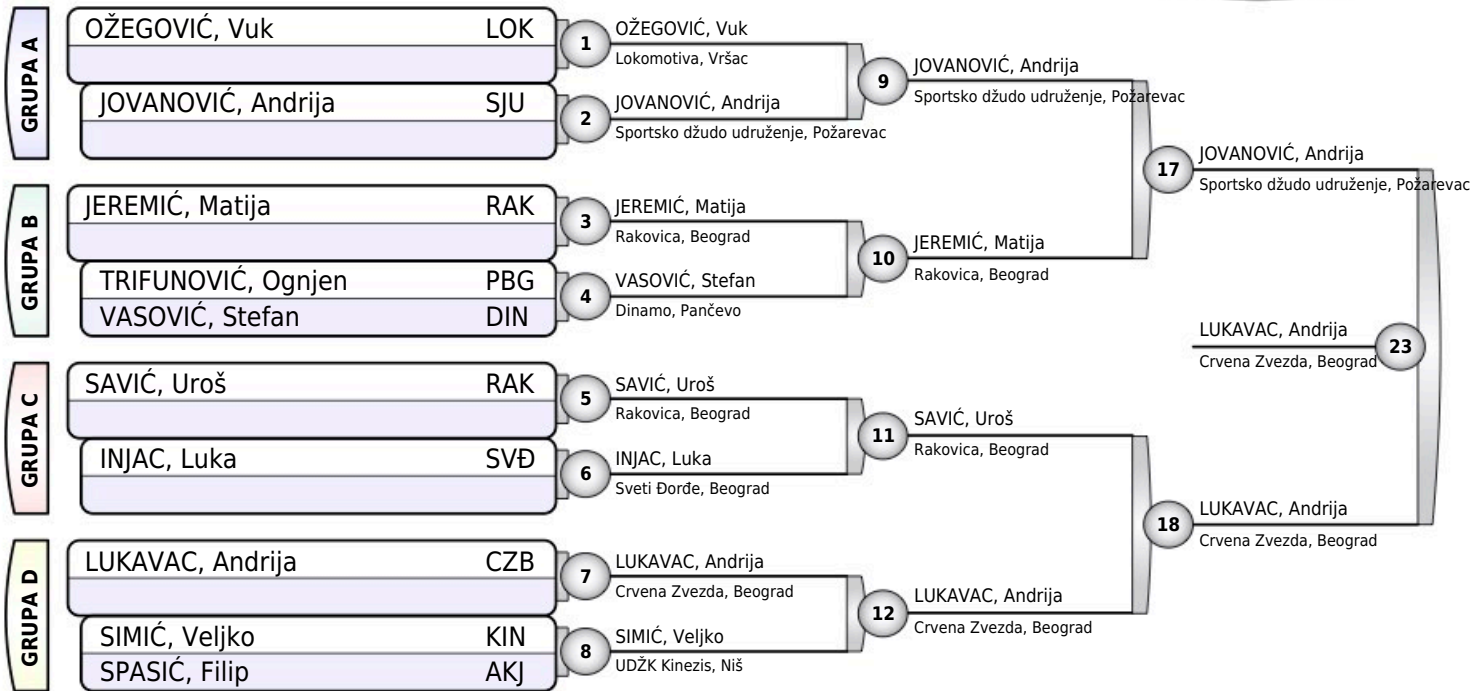 GRUPA A
OŽEGOVIĆ, Vuk LOK
JOVANOVIĆ, Andrija SJU
GRUPA B
JEREMIĆ, Matija RAK
TRIFUNOVIĆ, Ognjen PBG
VASOVIĆ, Stefan DIN
GRUPA C
SAVIĆ, Uroš RAK
INJAC, Luka SVĐ
GRUPA D
LUKAVAC, Andrija CZB
SIMIĆ, Veljko KIN
SPASIĆ, Filip AKJ
1
OŽEGOVIĆ, Vuk
Lokomotiva, Vršac
2
JOVANOVIĆ, Andrija
Sportsko džudo udruženje, Požarevac
3
JEREMIĆ, Matija
Rakovica, Beograd
4
VASOVIĆ, Stefan
Dinamo, Pančevo
5
SAVIĆ, Uroš
Rakovica, Beograd
6
INJAC, Luka
Sveti Đorđe, Beograd
7
LUKAVAC, Andrija
Crvena Zvezda, Beograd
8
SIMIĆ, Veljko
UDŽK Kinezis, Niš
9
JOVANOVIĆ, Andrija
Sportsko džudo udruženje, Požarevac
10
JEREMIĆ, Matija
Rakovica, Beograd
11
SAVIĆ, Uroš
Rakovica, Beograd
12
LUKAVAC, Andrija
Crvena Zvezda, Beograd
17
JOVANOVIĆ, Andrija
Sportsko džudo udruženje, Požarevac
18
LUKAVAC, Andrija
Crvena Zvezda, Beograd
LUKAVAC, Andrija
Crvena Zvezda, Beograd
23